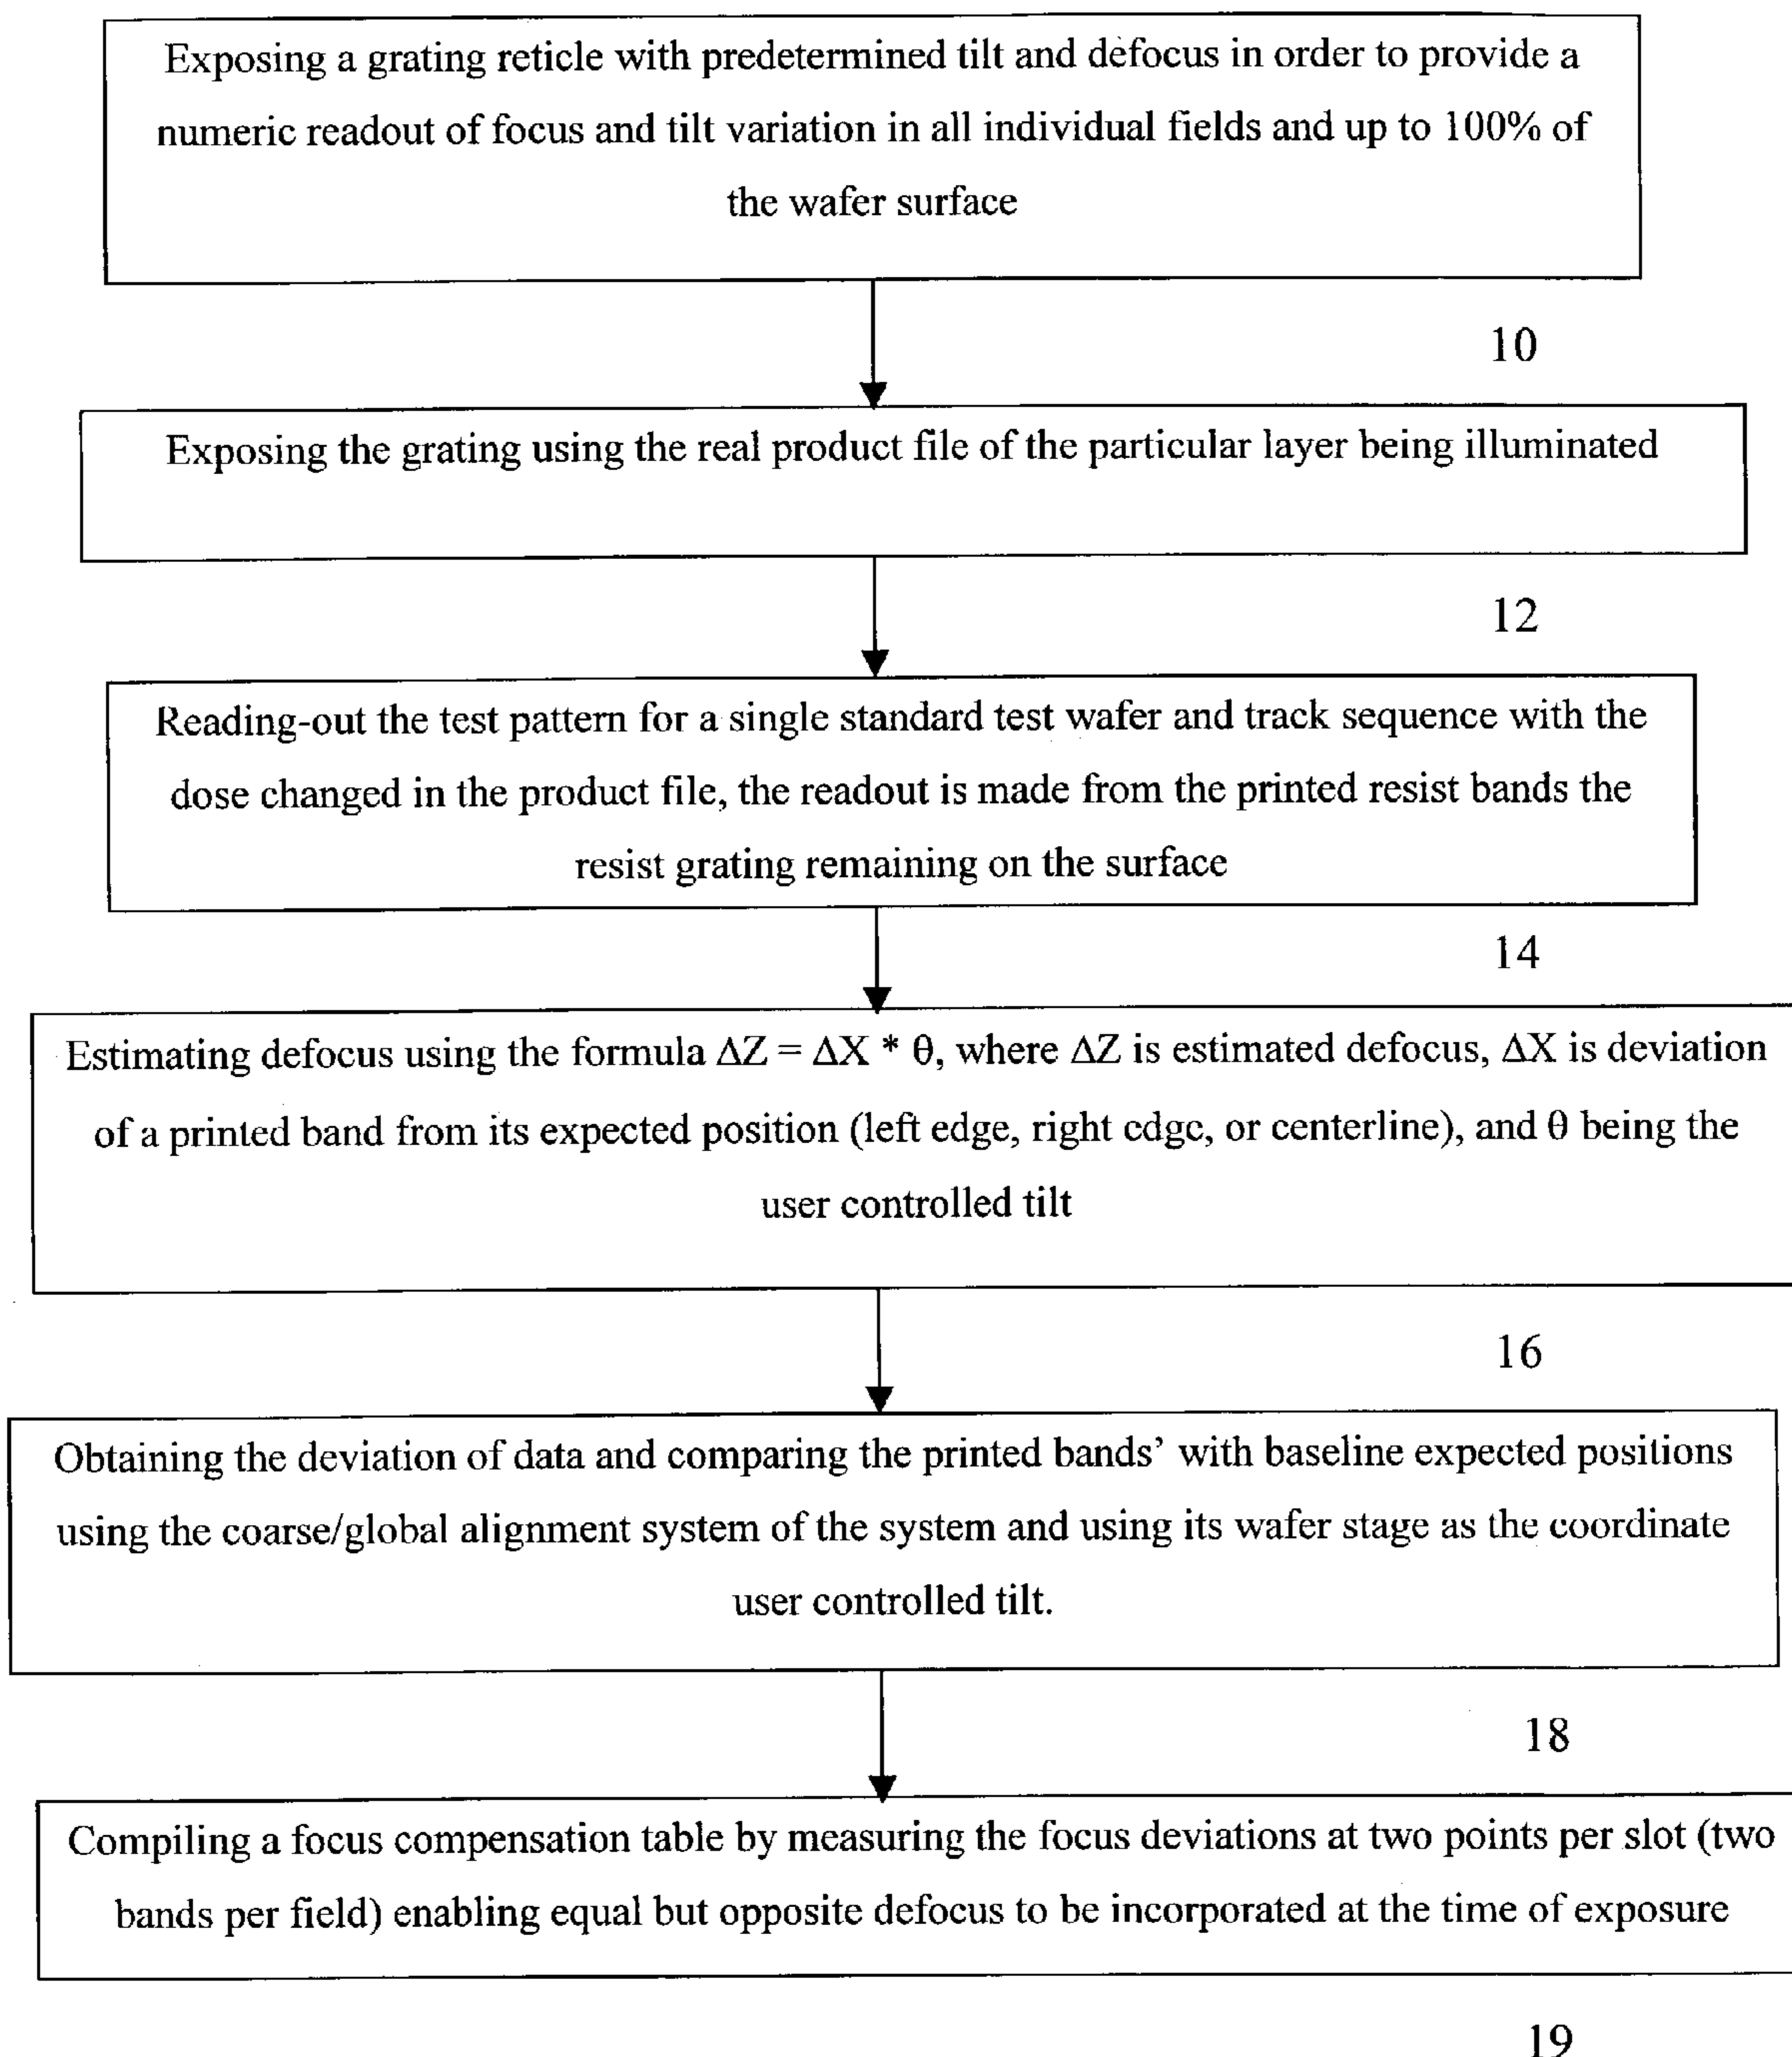 Exposing a grating reticle with predetermined tilt and defocus in order to provide a
numeric readout of focus and tilt variation in all individual fields and up to 100% of
the wafer surface
10
Exposing the grating using the real product file of the particular layer being illuminated
12
Reading-out the test pattern for a single standard test wafer and track sequence with the
dose changed in the product file, the readout is made from the printed resist bands the
resist grating remaining on the surface
14
Estimating defocus using the formula ΔZ = ΔX * θ, where ΔZ is estimated defocus, ΔX is deviation
of a printed band from its expected position (left edge, right edge, or centerline), and θ being the
user controlled tilt
16
Obtaining the deviation of data and comparing the printed bands’ with baseline expected positions
using the coarse/global alignment system of the system and using its wafer stage as the coordinate
user controlled tilt.
18
Compiling a focus compensation table by measuring the focus deviations at two points per slot (two
bands per field) enabling equal but opposite defocus to be incorporated at the time of exposure
19